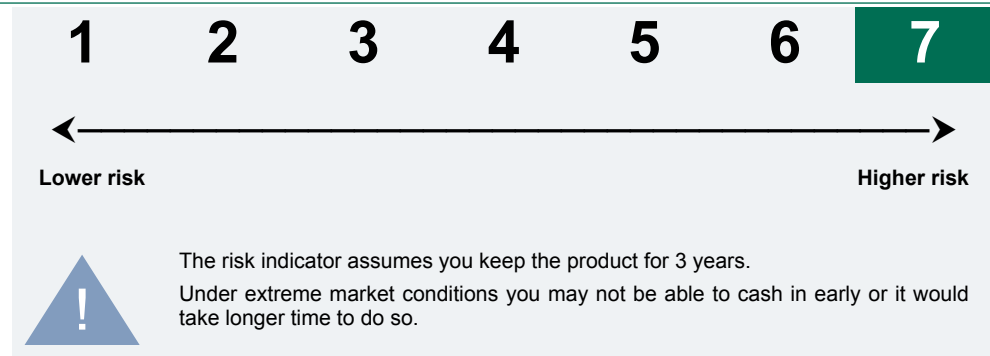 1 2 3 4 5 6 7
Lower risk Higher risk
The risk indicator assumes you keep the product for 3 years.
Under extreme market conditions you may not be able to cash in early or it would
take longer time to do so.
!